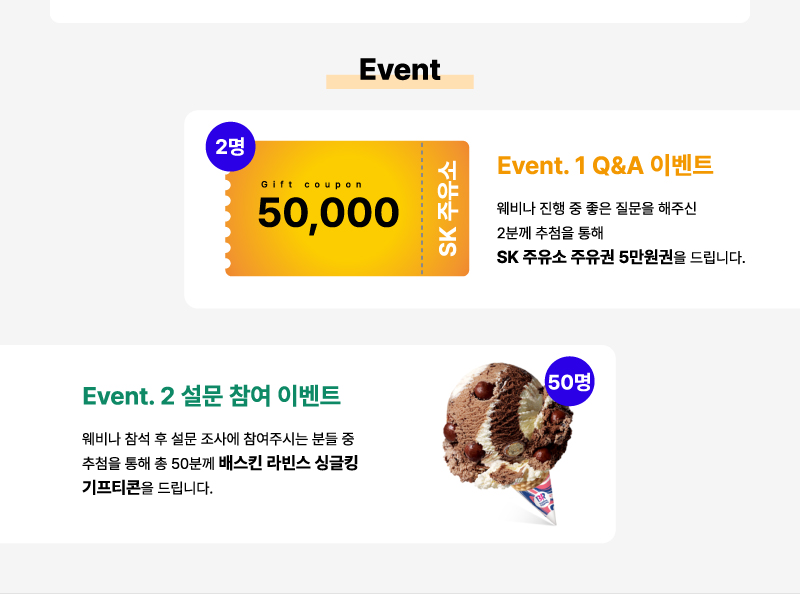 Event
2명
Gift coupon
50,000
SK 주유소
Event. 1 Q&A 이벤트
웨비나 진행 중 좋은 질문을 해주신
2분께 추첨을 통해
SK 주유소 주유권 5만원권을 드립니다.
Event. 2 설문 참여 이벤트
웨비나 참석 후 설문 조사에 참여주시는 분들 중
추첨을 통해 총 50분께 배스킨 라빈스 싱글킹
기프티콘을 드립니다.
50명
BR